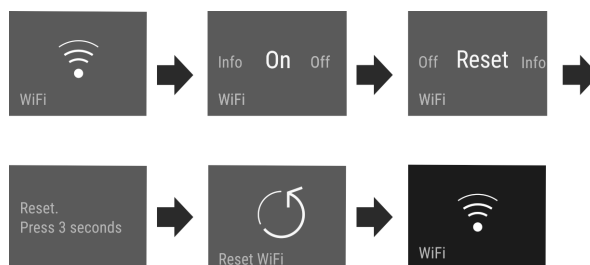 WiFi
Info On Off
WiFi
Off Reset Info
WiFi
Reset.
Press 3 seconds
Reset WiFi
WiFi